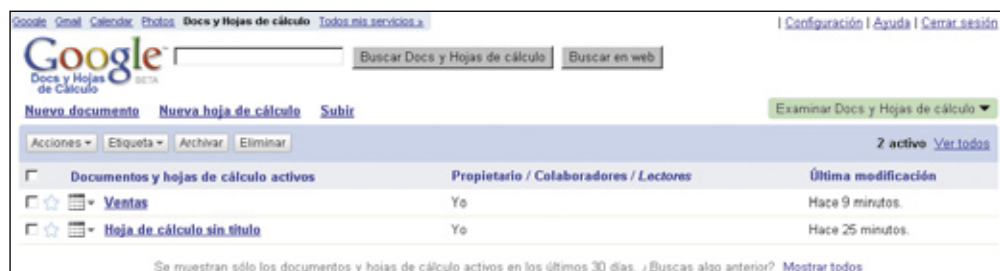 Google Gmail Calendar Photos Docs y Hojas de cálculo Todos mis servicios » | Configuración | Ayuda | Cerrar sesión
Google
Docs y Hojas de Cálculo BETA
Buscar Docs y Hojas de cálculo Buscar en web
Nuevo documento Nueva hoja de cálculo Subir Examinar Docs y Hojas de cálculo
Acciones Etiqueta Archivar Eliminar 2 activo Ver todos
Documentos y hojas de cálculo activos Propietario / Colaboradores / Lectores Última modificación
Ventas Yo Hace 9 minutos.
Hoja de cálculo sin título Yo Hace 25 minutos.
Se muestran sólo los documentos y hojas de cálculo activos en los últimos 30 días. ¿Buscas algo anterior? Mostrar todos